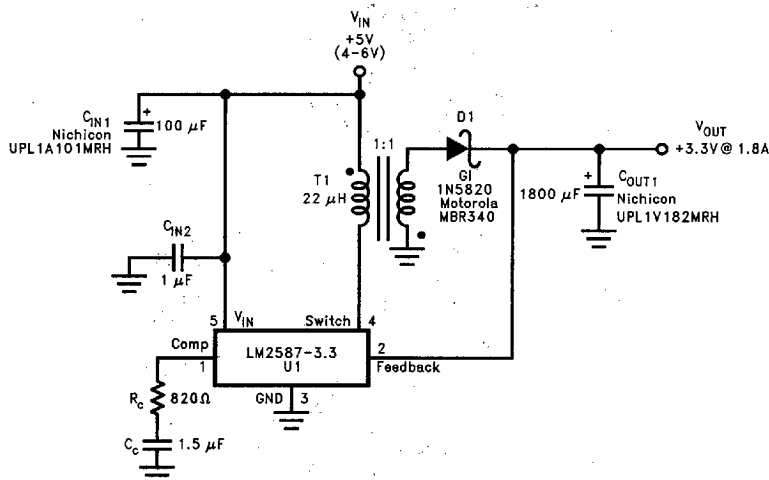 V_IN
+5V
(4-6V)
C_IN1
Nichicon
UPL1A101MRH
+
100 µF
D1
V_OUT
+3.3V @ 1.8A
1:1
T1
22 µH
GI
1N5820
Motorola
MBR340
+
1800 µF
C_OUT1
Nichicon
UPL1V182MRH
C_IN2
1 µF
5
V_IN
Switch
4
Comp
1
LM2587-3.3
U1
2
Feedback
GND
3
R_c
820Ω
C_c
1.5 µF